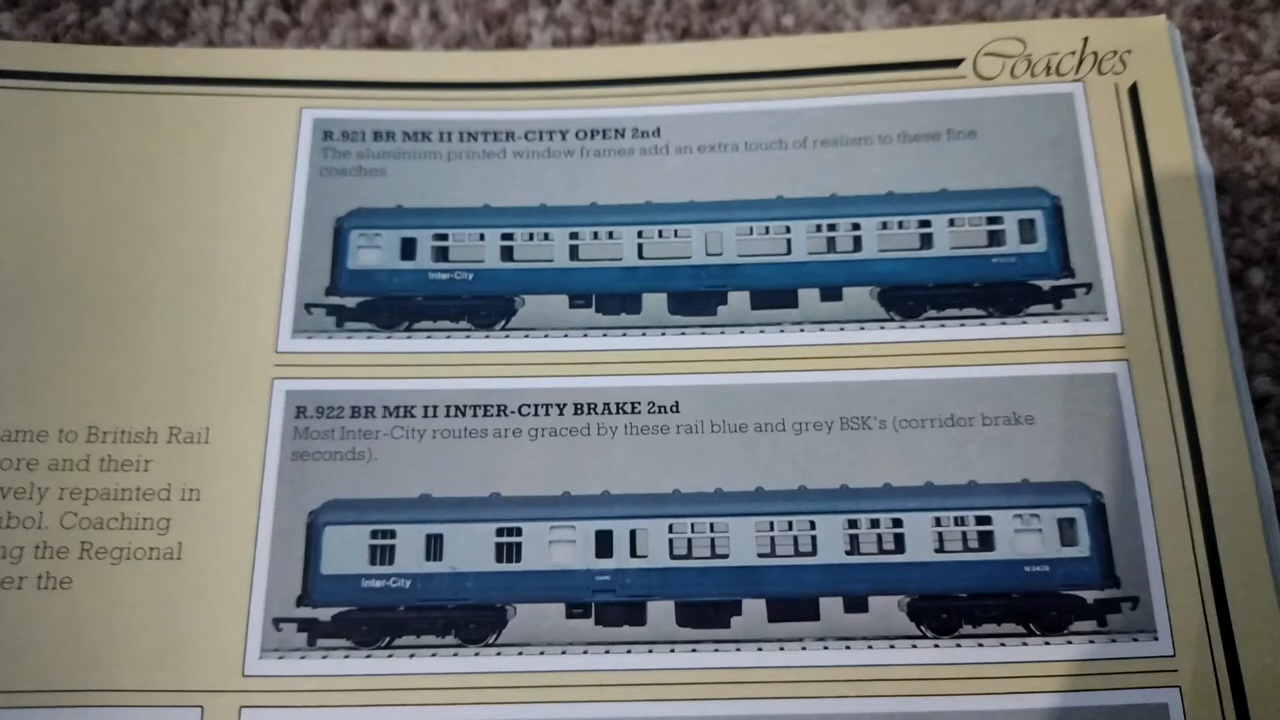 Coaches
R.921 BR MK II INTER-CITY OPEN 2nd
The aluminium printed window frames add an extra touch of realism to these fine
coaches.
Inter-City
R.922 BR MK II INTER-CITY BRAKE 2nd
Most Inter-City routes are graced by these rail blue and grey BSK's (corridor brake
seconds).
Inter-City
ame to British Rail
ore and their
vely repainted in
bol. Coaching
ng the Regional
er the